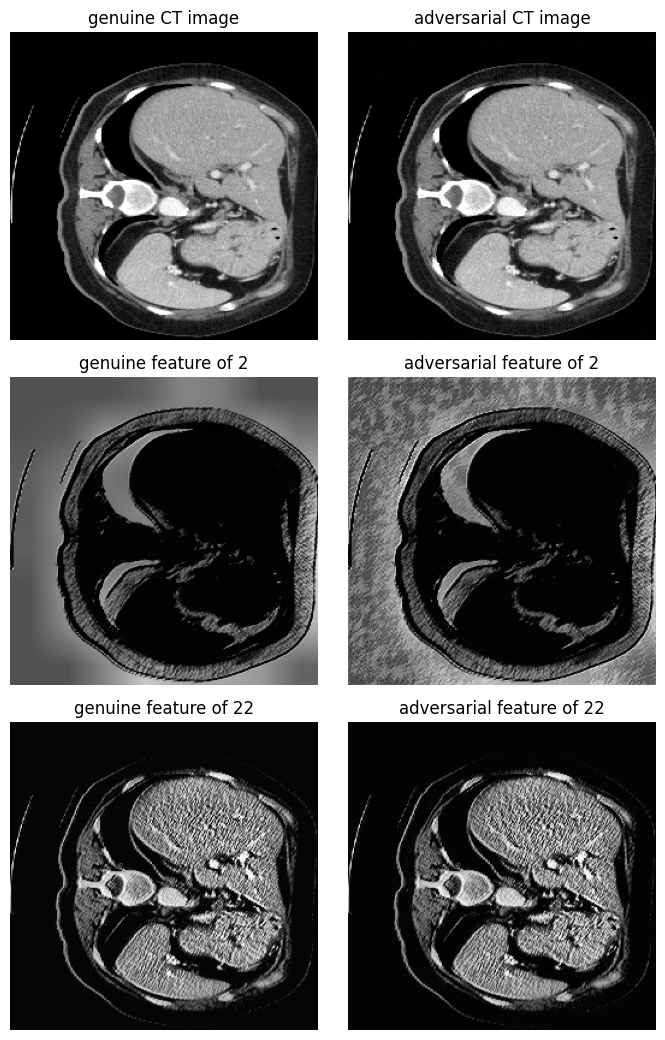 genuine CT image
adversarial CT image
genuine feature of 2
adversarial feature of 2
genuine feature of 22
adversarial feature of 22